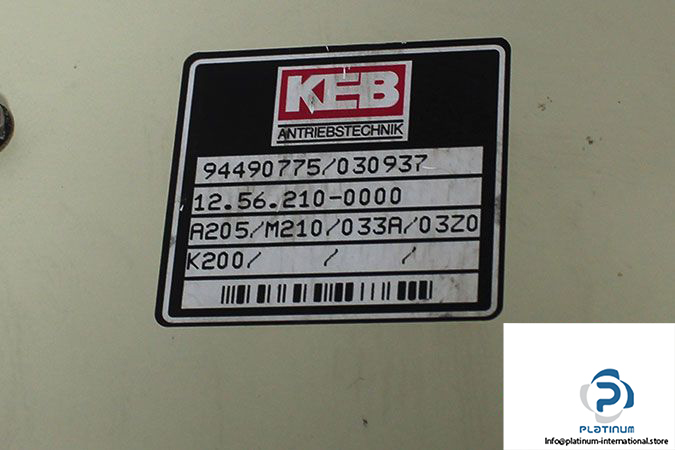 KEB
ANTRIEBSTECHNIK
94490775/030937
12.56.210-0000
A205/M210/033A/03Z0
K200/ / /
PLATINUM
Info@platinum-international.store